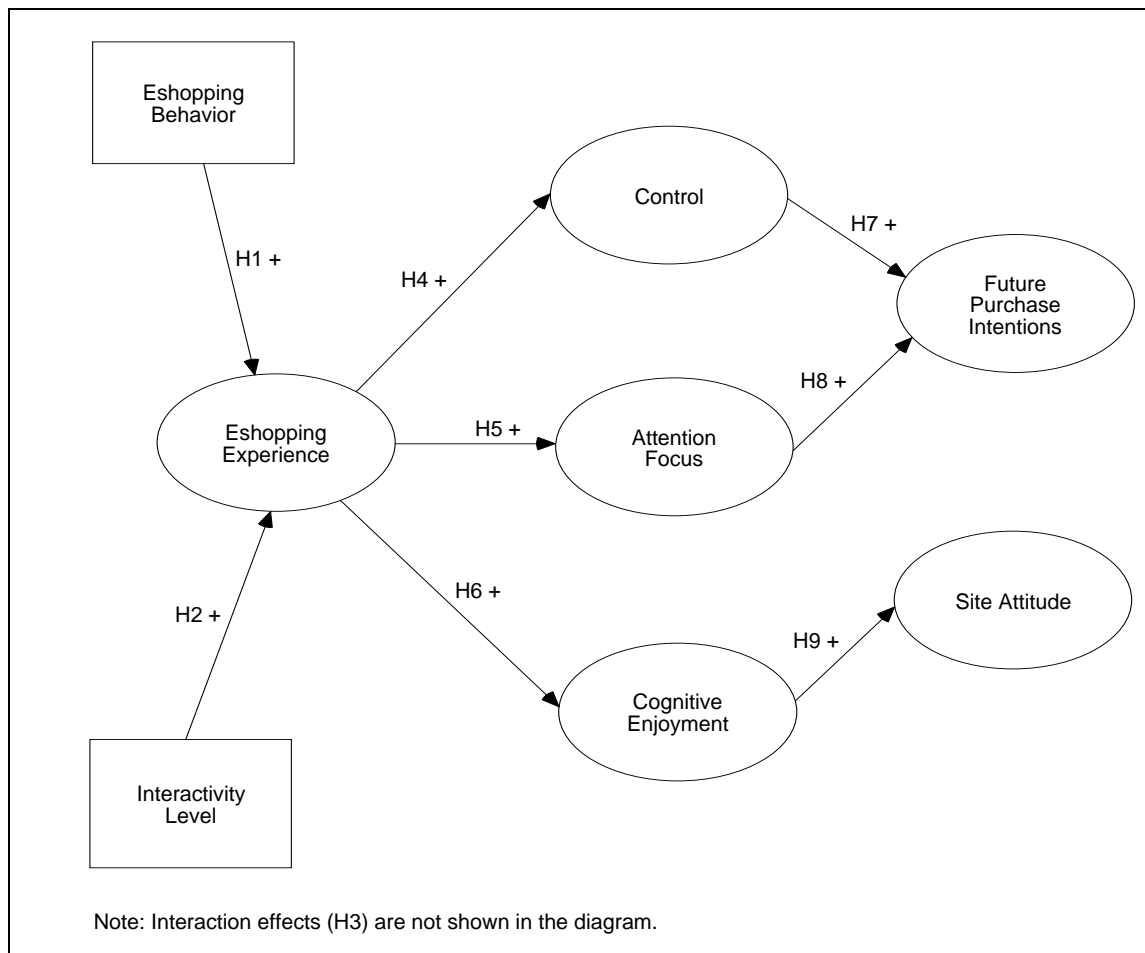 Eshopping
Behavior
Control
H7 +
H1 +
H4 +
Future
Purchase
Intentions
H8 +
Eshopping
Experience
H5 +
Attention
Focus
H6 +
H2 +
Site Attitude
H9 +
Cognitive
Enjoyment
Interactivity
Level
Note: Interaction effects (H3) are not shown in the diagram.